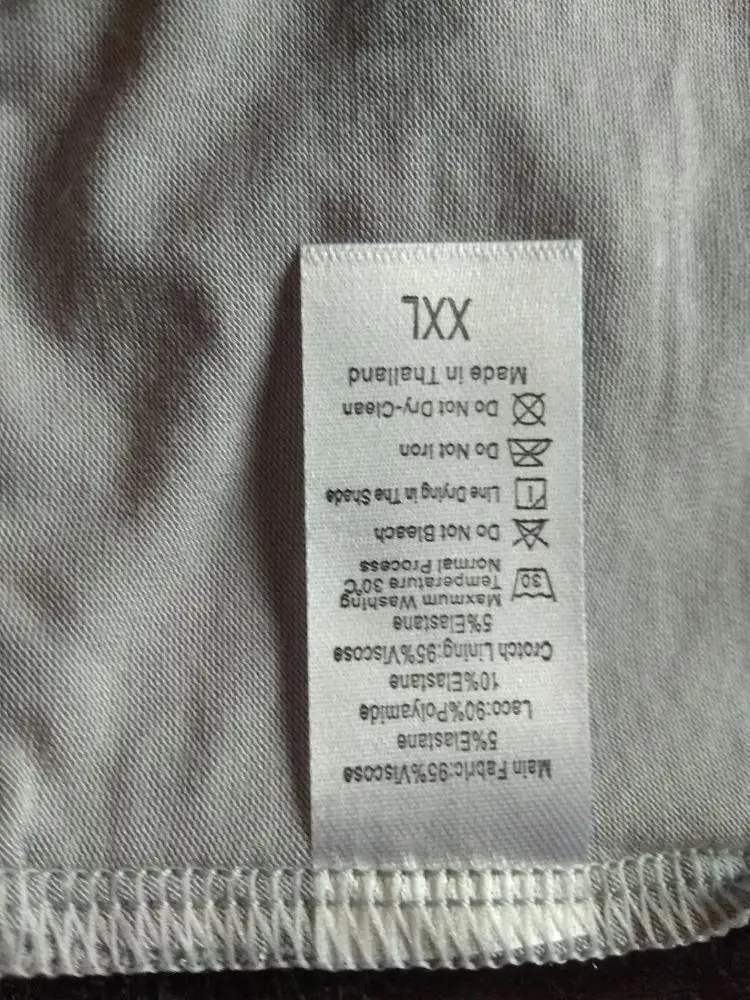 Main Fabric:95%Viscose
5%Elastane
Lace:90%Polyamide
10%Elastane
Crotch Lining:95%Viscose
5%Elastane
30
Maxmum Washing
Temperature 30℃
Normal Process
Do Not Bleach
Line Drying in The Shade
Do Not Iron
Do Not Dry-Clean
Made in Thailand
XXL